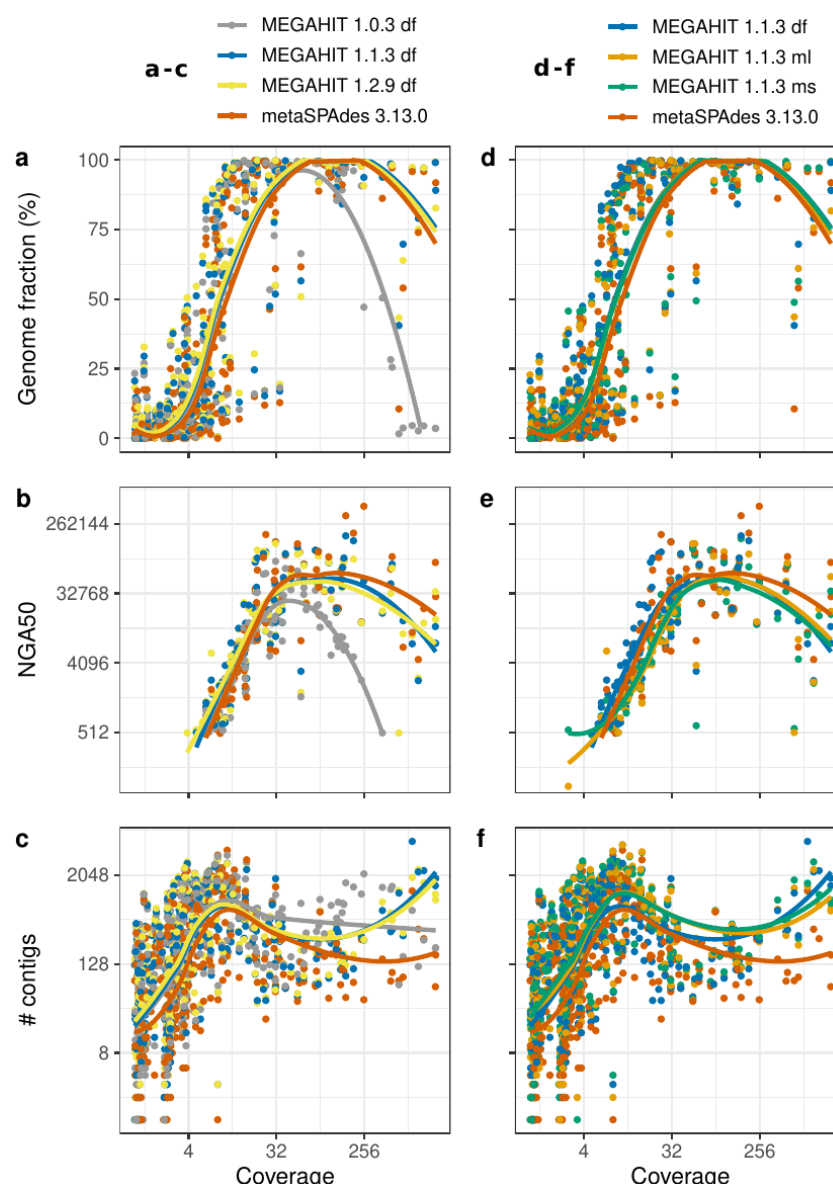 a-c
MEGAHIT 1.0.3 df
MEGAHIT 1.1.3 df
MEGAHIT 1.2.9 df
metaSPAdes 3.13.0
d-f
MEGAHIT 1.1.3 df
MEGAHIT 1.1.3 ml
MEGAHIT 1.1.3 ms
metaSPAdes 3.13.0
a
Genome fraction (%)
100
75
50
25
0
d
b
NGA50
262144
32768
4096
512
e
c
# contigs
2048
128
8
f
4 32 256
Coverage
4 32 256
Coverage